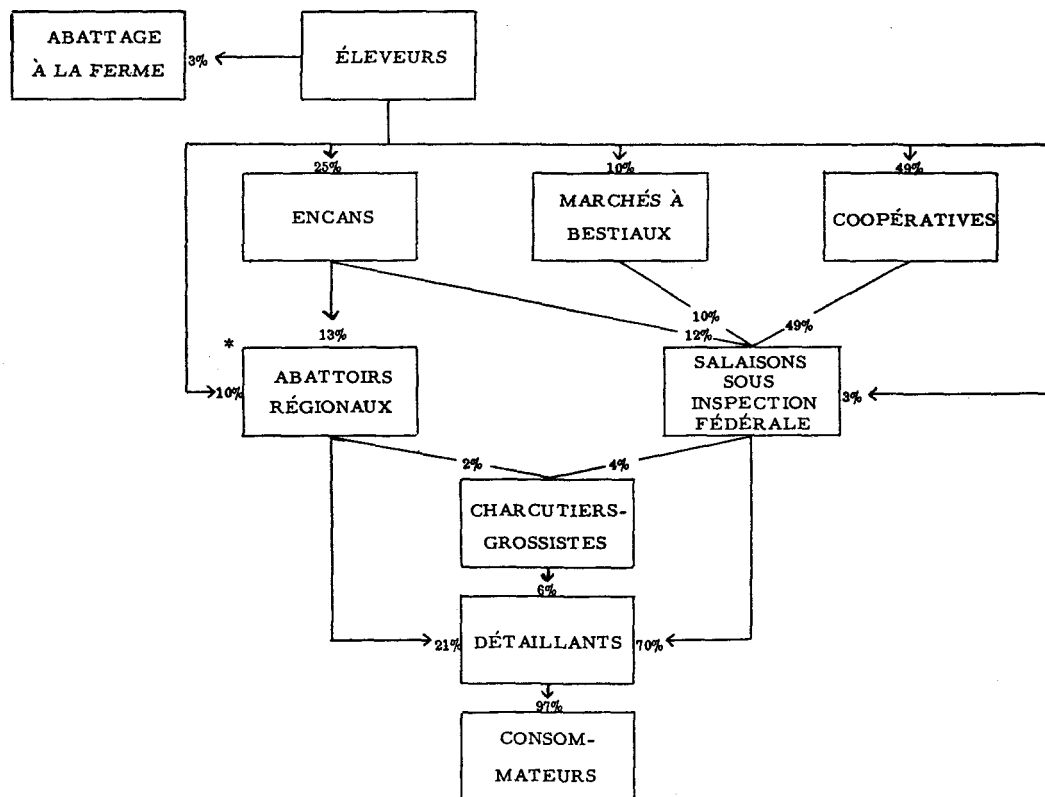 ABATTAGE
À LA FERME
3%
ÉLEVEURS
25%
ENCANS
10%
MARCHÉS À
BESTIAUX
49%
COOPÉRATIVES
10%
12%
49%
13%
*
10%
ABATTOIRS
RÉGIONAUX
SALAISONS
SOUS
INSPECTION
FÉDÉRALE
3%
2%
4%
CHARCUTIERS-
GROSSISTES
6%
21%
DÉTAILLANTS
70%
97%
CONSOM-
MATEURS